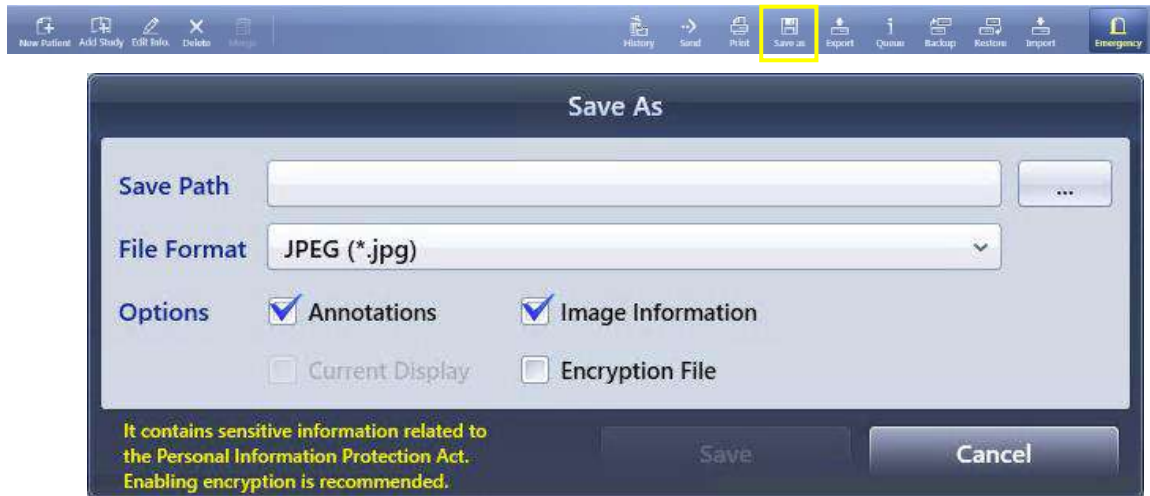 New Patient Add Study Edit Info. Delete Merge History Send Print Save as Export Queue Backup Restore Import Emergency
Save As
Save Path ...
File Format JPEG (*.jpg)
Options Annotations Image Information
Current Display Encryption File
It contains sensitive information related to
the Personal Information Protection Act.
Enabling encryption is recommended.
Save Cancel